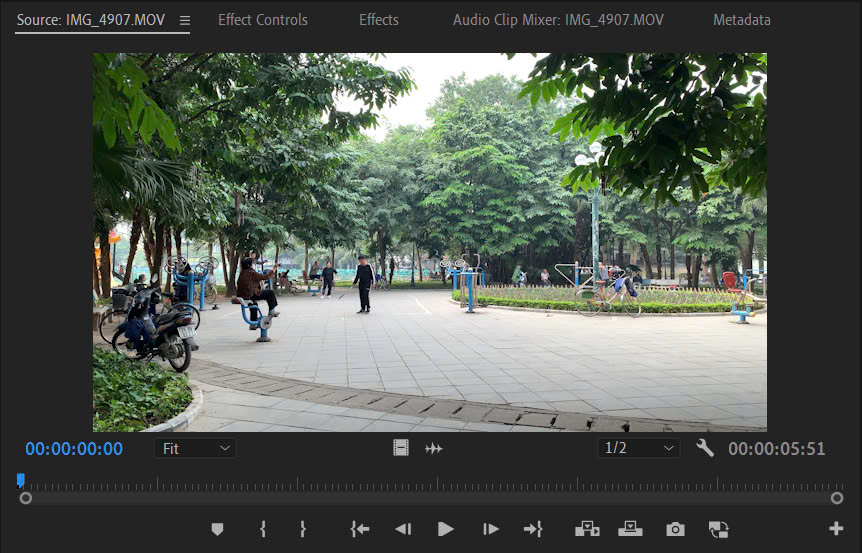 Source: IMG_4907.MOV
Effect Controls
Effects
Audio Clip Mixer: IMG_4907.MOV
Metadata
00:00:00:00
Fit
1/2
00:00:05:51